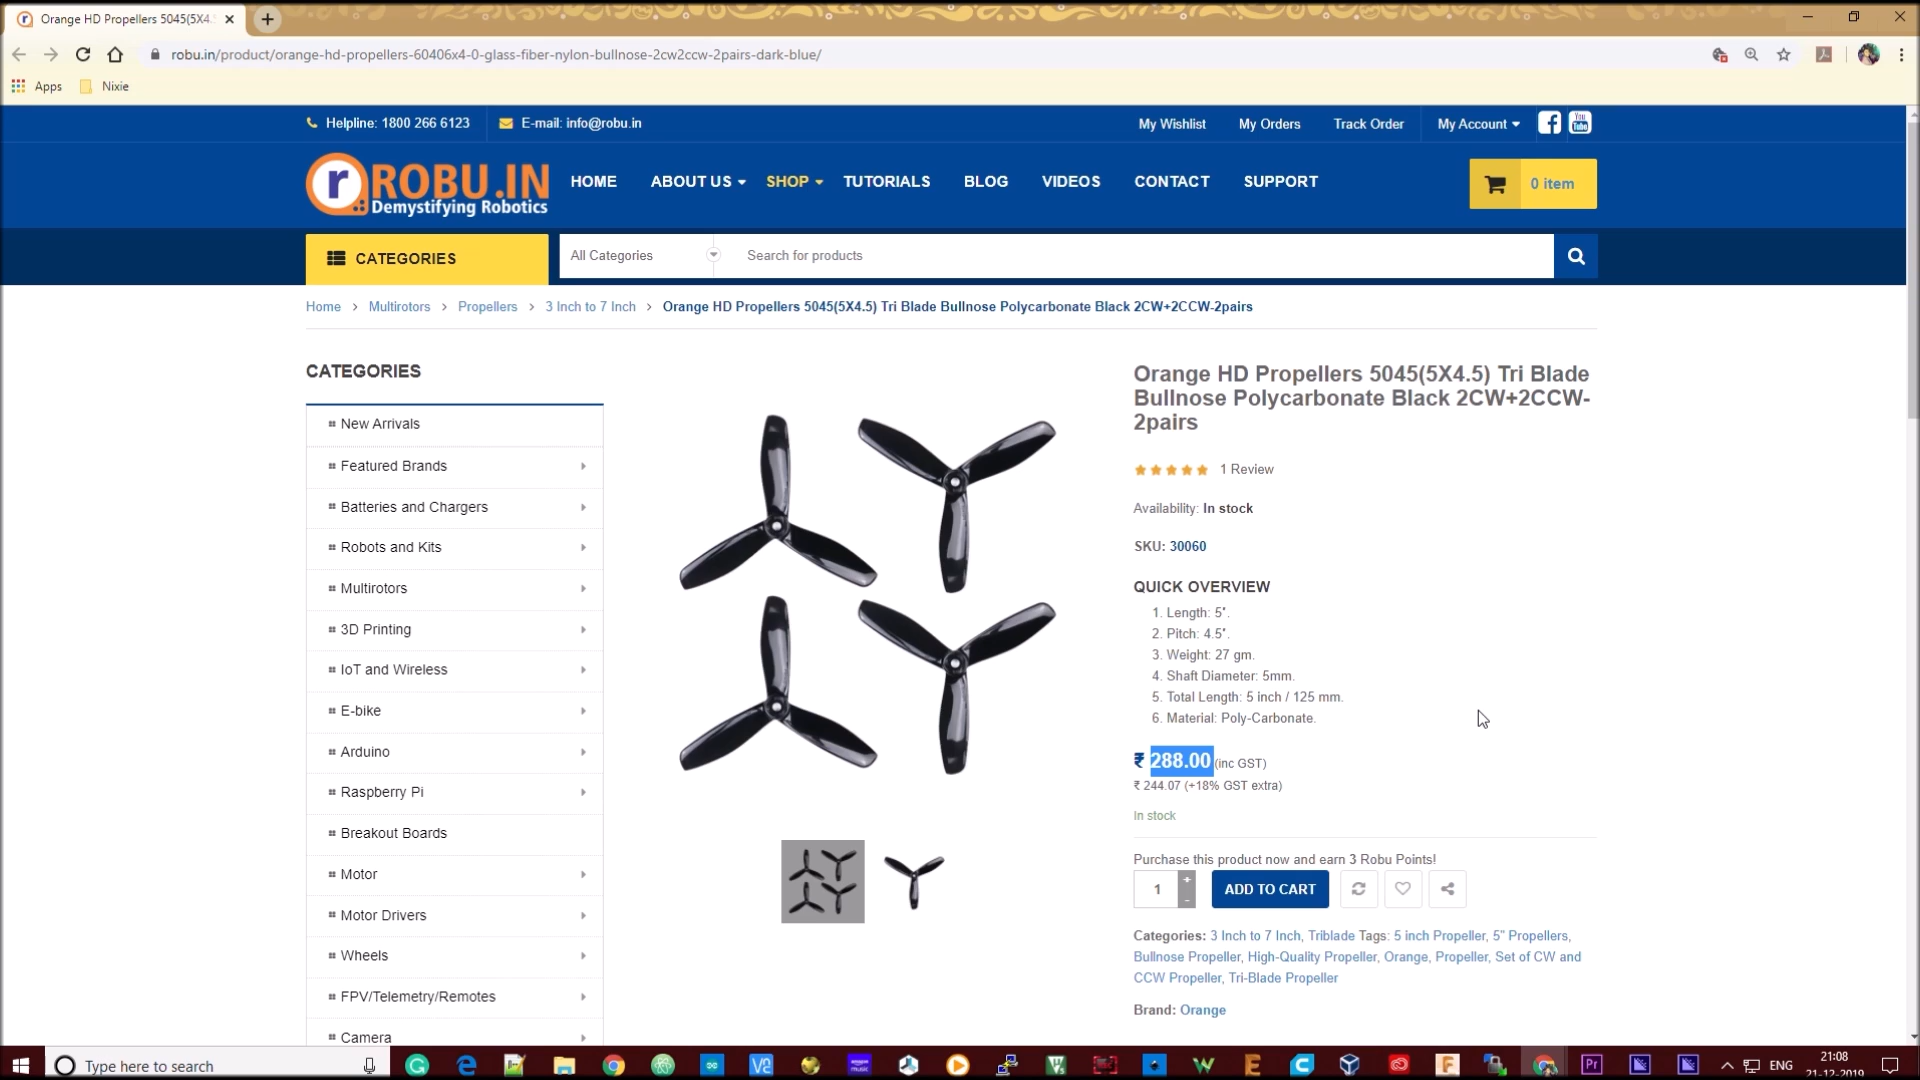 Orange HD Propellers 5045(5X4.5
robu.in/product/orange-hd-propellers-60406x4-0-glass-fiber-nylon-bullnose-2cw2ccw-2pairs-dark-blue/
Apps Nixie
Helpline: 1800 266 6123 E-mail: info@robu.in My Wishlist My Orders Track Order My Account You Tube
r ROBU.IN
Demystifying Robotics
HOME ABOUT US SHOP TUTORIALS BLOG VIDEOS CONTACT SUPPORT 0 item
CATEGORIES All Categories Search for products
Home > Multirotors > Propellers > 3 Inch to 7 Inch > Orange HD Propellers 5045(5X4.5) Tri Blade Bullnose Polycarbonate Black 2CW+2CCW-2pairs
CATEGORIES
New Arrivals
Featured Brands
Batteries and Chargers
Robots and Kits
Multirotors
3D Printing
IoT and Wireless
E-bike
Arduino
Raspberry Pi
Breakout Boards
Motor
Motor Drivers
Wheels
FPV/Telemetry/Remotes
Camera
Orange HD Propellers 5045(5X4.5) Tri Blade
Bullnose Polycarbonate Black 2CW+2CCW-
2pairs
1 Review
Availability: In stock
SKU: 30060
QUICK OVERVIEW
1. Length: 5″.
2. Pitch: 4.5″.
3. Weight: 27 gm.
4. Shaft Diameter: 5mm.
5. Total Length: 5 inch / 125 mm.
6. Material: Poly-Carbonate.
₹ 288.00 (inc GST)
₹ 244.07 (+18% GST extra)
In stock
Purchase this product now and earn 3 Robu Points!
1 + - ADD TO CART
Categories: 3 Inch to 7 Inch, Triblade Tags: 5 inch Propeller, 5" Propellers,
Bullnose Propeller, High-Quality Propeller, Orange, Propeller, Set of CW and
CCW Propeller, Tri-Blade Propeller
Brand: Orange
Type here to search
ENG
21:08
21-12-2019